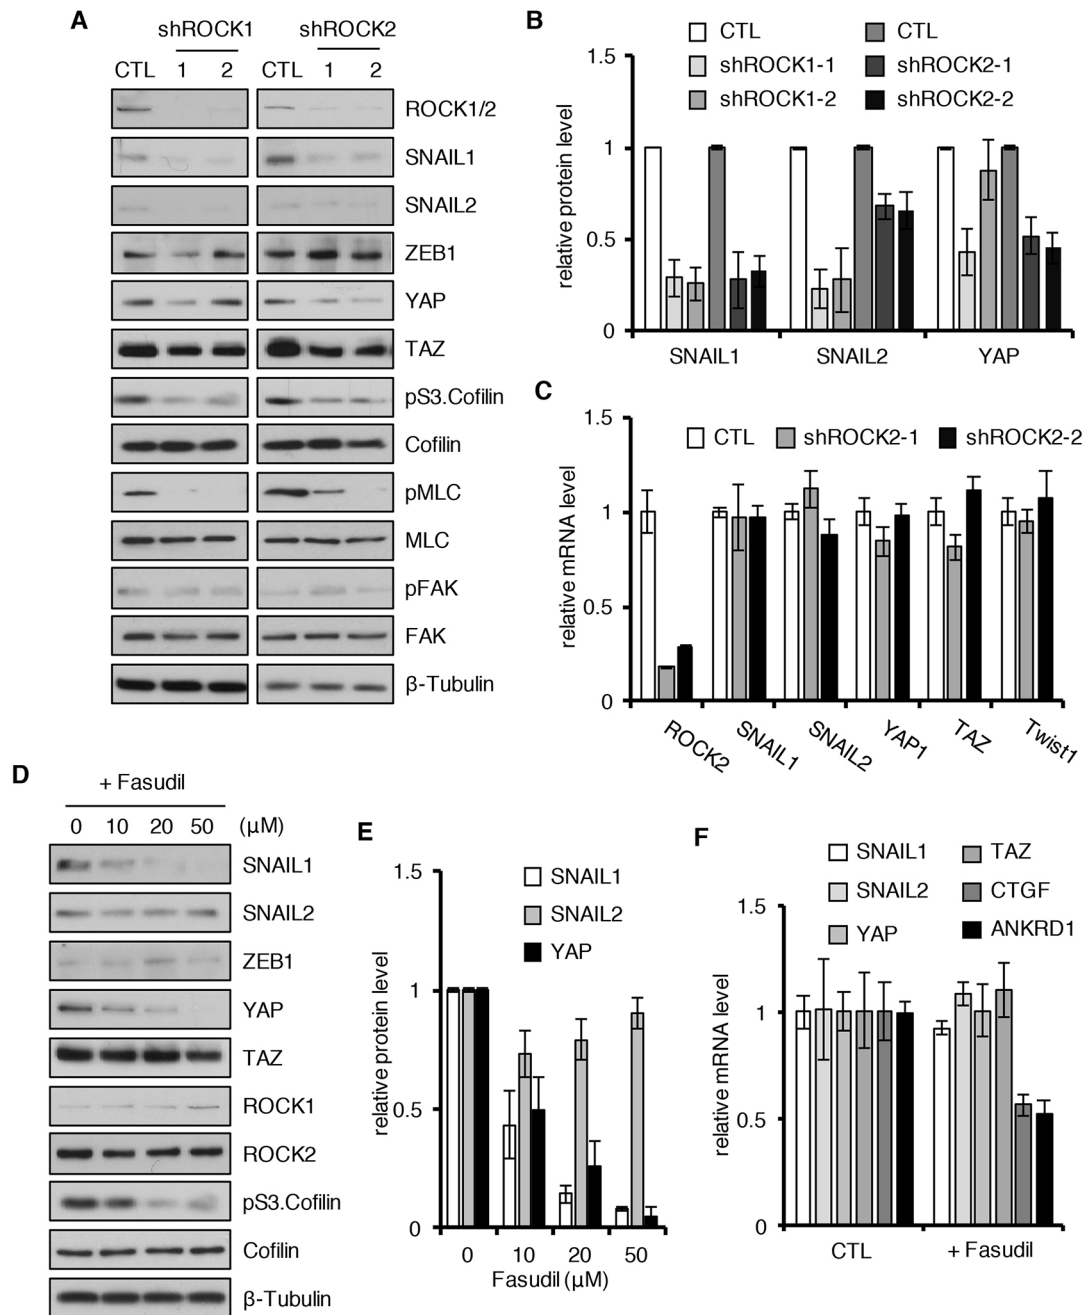 A
shROCK1 shROCK2
CTL 1 2 CTL 1 2
ROCK1/2
SNAIL1
SNAIL2
ZEB1
YAP
TAZ
pS3.Cofilin
Cofilin
pMLC
MLC
pFAK
FAK
β-Tubulin
B
CTL CTL
shROCK1-1 shROCK2-1
shROCK1-2 shROCK2-2
relative protein level
1.5
1
0.5
0
SNAIL1 SNAIL2 YAP
C
CTL shROCK2-1 shROCK2-2
relative mRNA level
1.5
1
0.5
0
ROCK2 SNAIL1 SNAIL2 YAP1 TAZ Twist1
D
+ Fasudil
0 10 20 50 (μM)
SNAIL1
SNAIL2
ZEB1
YAP
TAZ
ROCK1
ROCK2
pS3.Cofilin
Cofilin
β-Tubulin
E
SNAIL1
SNAIL2
YAP
relative protein level
1.5
1
0.5
0
0 10 20 50
Fasudil (μM)
F
SNAIL1 TAZ
SNAIL2 CTGF
YAP ANKRD1
relative mRNA level
1.5
1
0.5
0
CTL + Fasudil